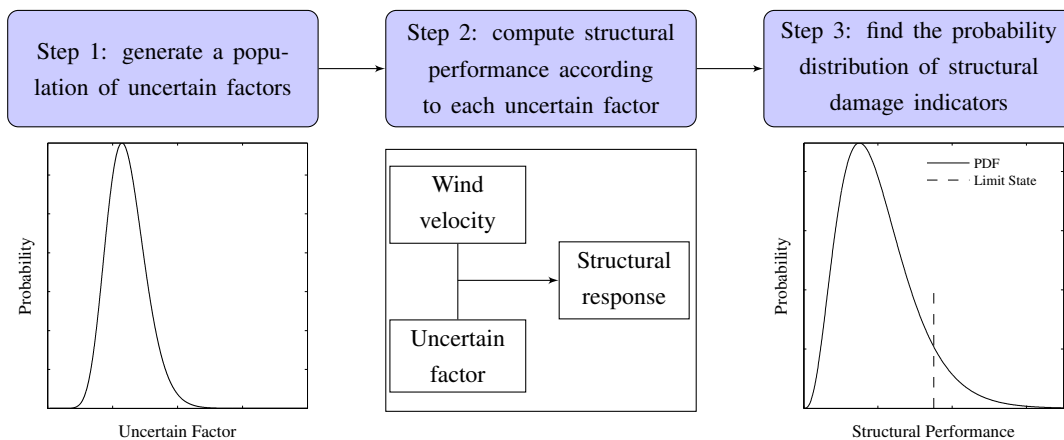 Step 1: generate a popu-
lation of uncertain factors
Step 2: compute structural
performance according
to each uncertain factor
Step 3: find the probability
distribution of structural
damage indicators
Probability
Uncertain Factor
Wind
velocity
Structural
response
Uncertain
factor
PDF
Limit State
Probability
Structural Performance